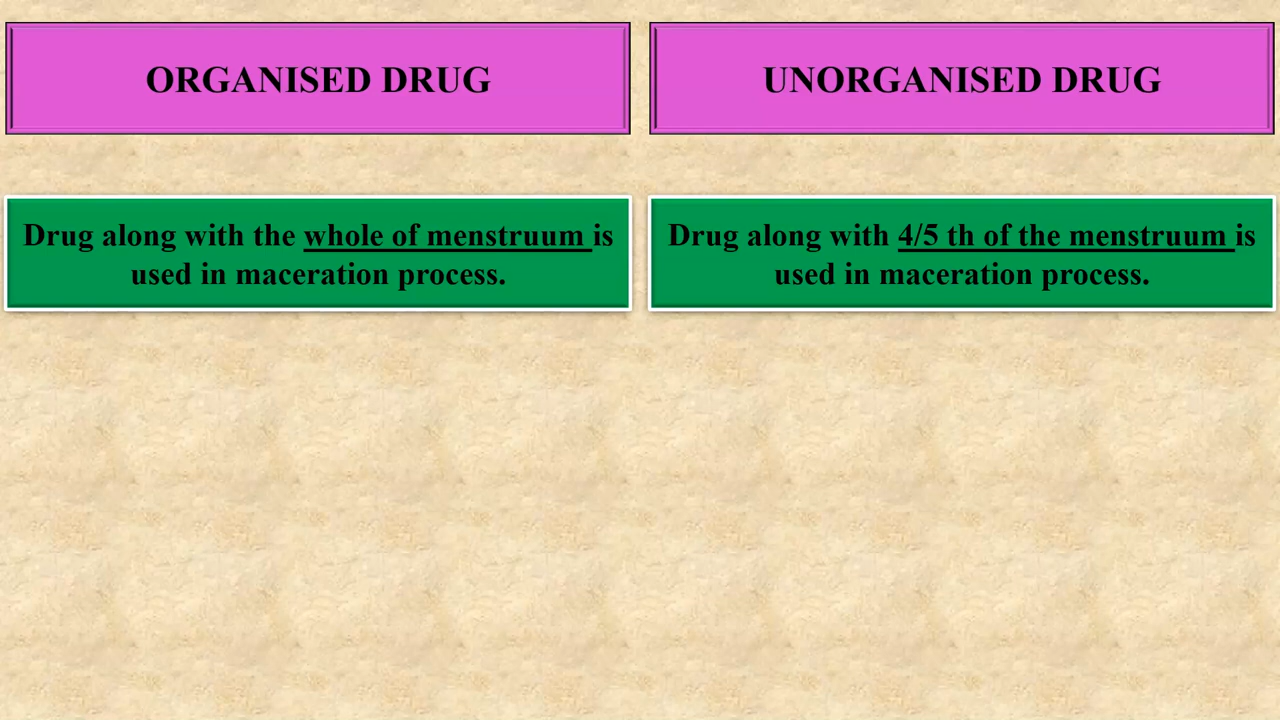 ORGANISED DRUG
UNORGANISED DRUG
Drug along with the whole of menstruum is
used in maceration process.
Drug along with 4/5 th of the menstruum is
used in maceration process.